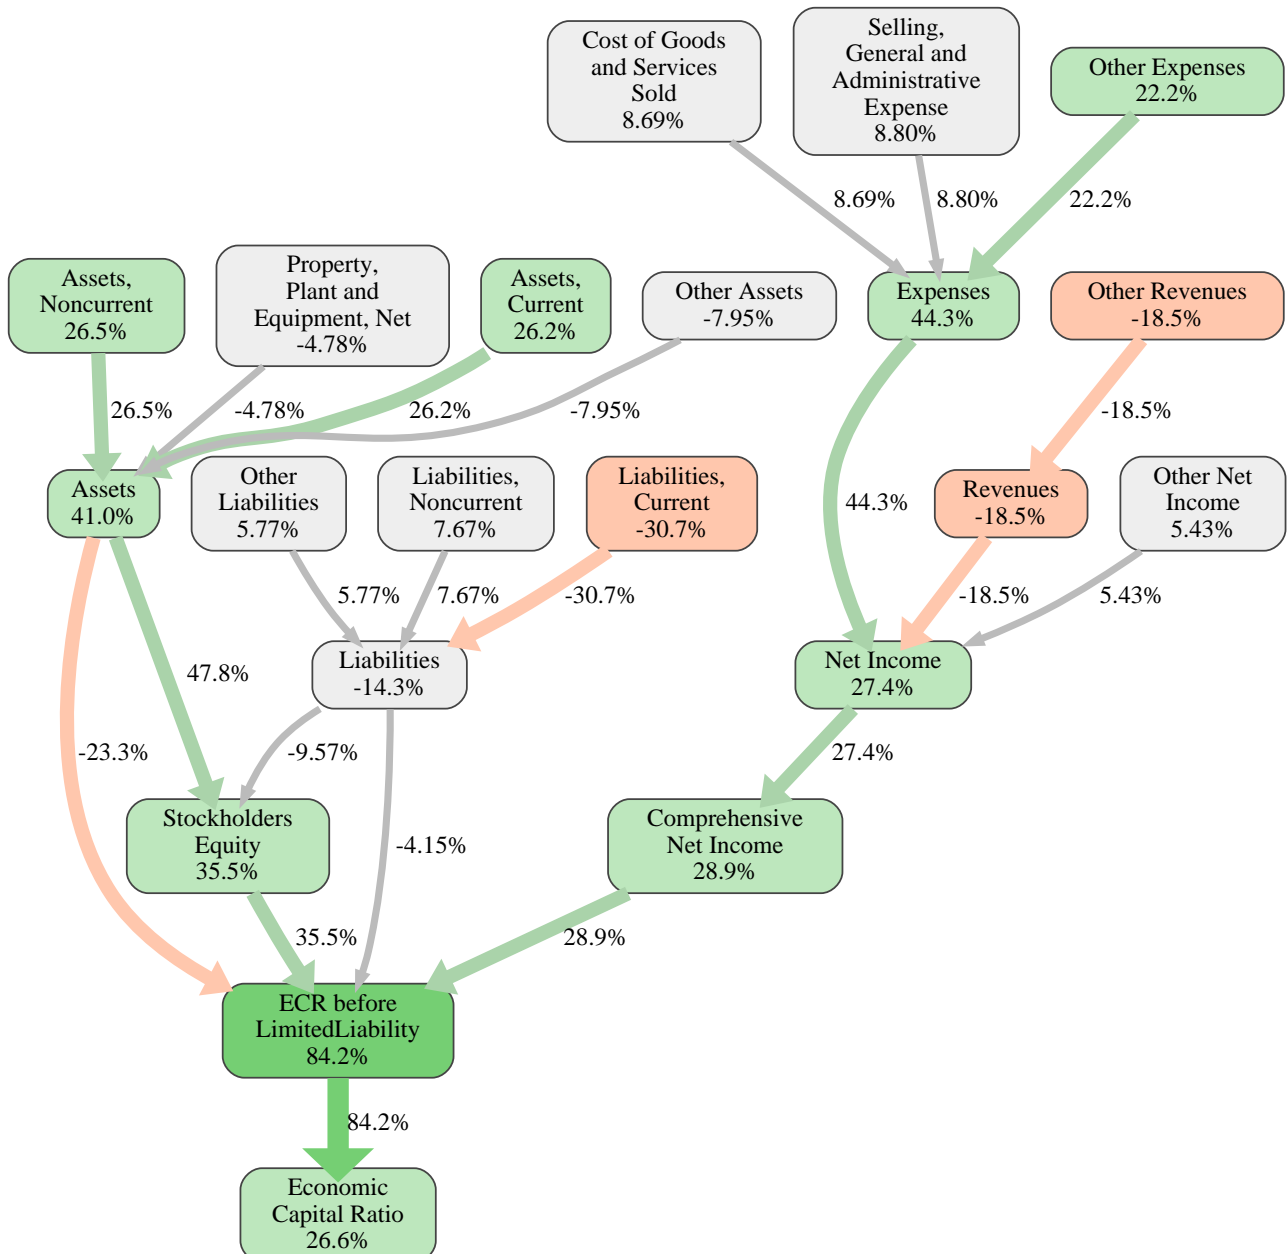 Cost of Goods
and Services
Sold
8.69%
Selling,
General and
Administrative
Expense
8.80%
Other Expenses
22.2%
8.69%
8.80%
22.2%
Assets,
Noncurrent
26.5%
Property,
Plant and
Equipment, Net
-4.78%
Assets,
Current
26.2%
Other Assets
-7.95%
Expenses
44.3%
Other Revenues
-18.5%
26.5%
-4.78%
26.2%
-7.95%
-18.5%
Assets
41.0%
Other
Liabilities
5.77%
Liabilities,
Noncurrent
7.67%
Liabilities,
Current
-30.7%
44.3%
Revenues
-18.5%
Other Net
Income
5.43%
5.77%
7.67%
-30.7%
-18.5%
5.43%
47.8%
Liabilities
-14.3%
Net Income
27.4%
-23.3%
-9.57%
27.4%
Stockholders
Equity
35.5%
-4.15%
Comprehensive
Net Income
28.9%
35.5%
28.9%
ECR before
LimitedLiability
84.2%
84.2%
Economic
Capital Ratio
26.6%